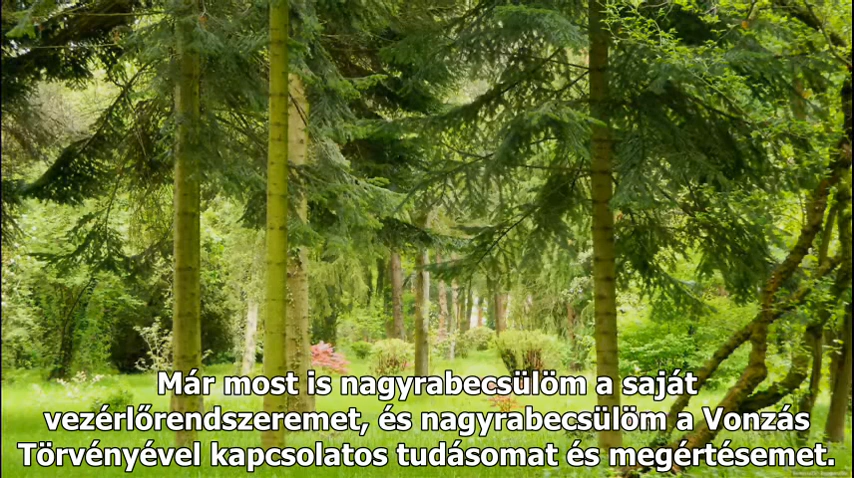 Már most is nagyrabecsülöm a saját
vezérlőrendszeremet, és nagyrabecsülöm a Vonzás
Törvényével kapcsolatos tudásomat és megértésemet.